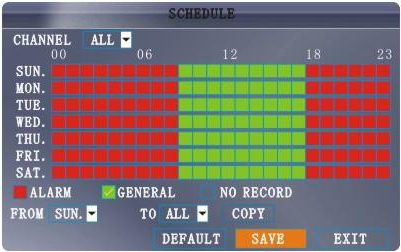 SCHEDULE
CHANNEL ALL
00 06 12 18 23
SUN.
MON.
TUE.
WED.
THU.
FRI.
SAT.
ALARM GENERAL NO RECORD
FROM SUN. TO ALL COPY
DEFAULT SAVE EXIT